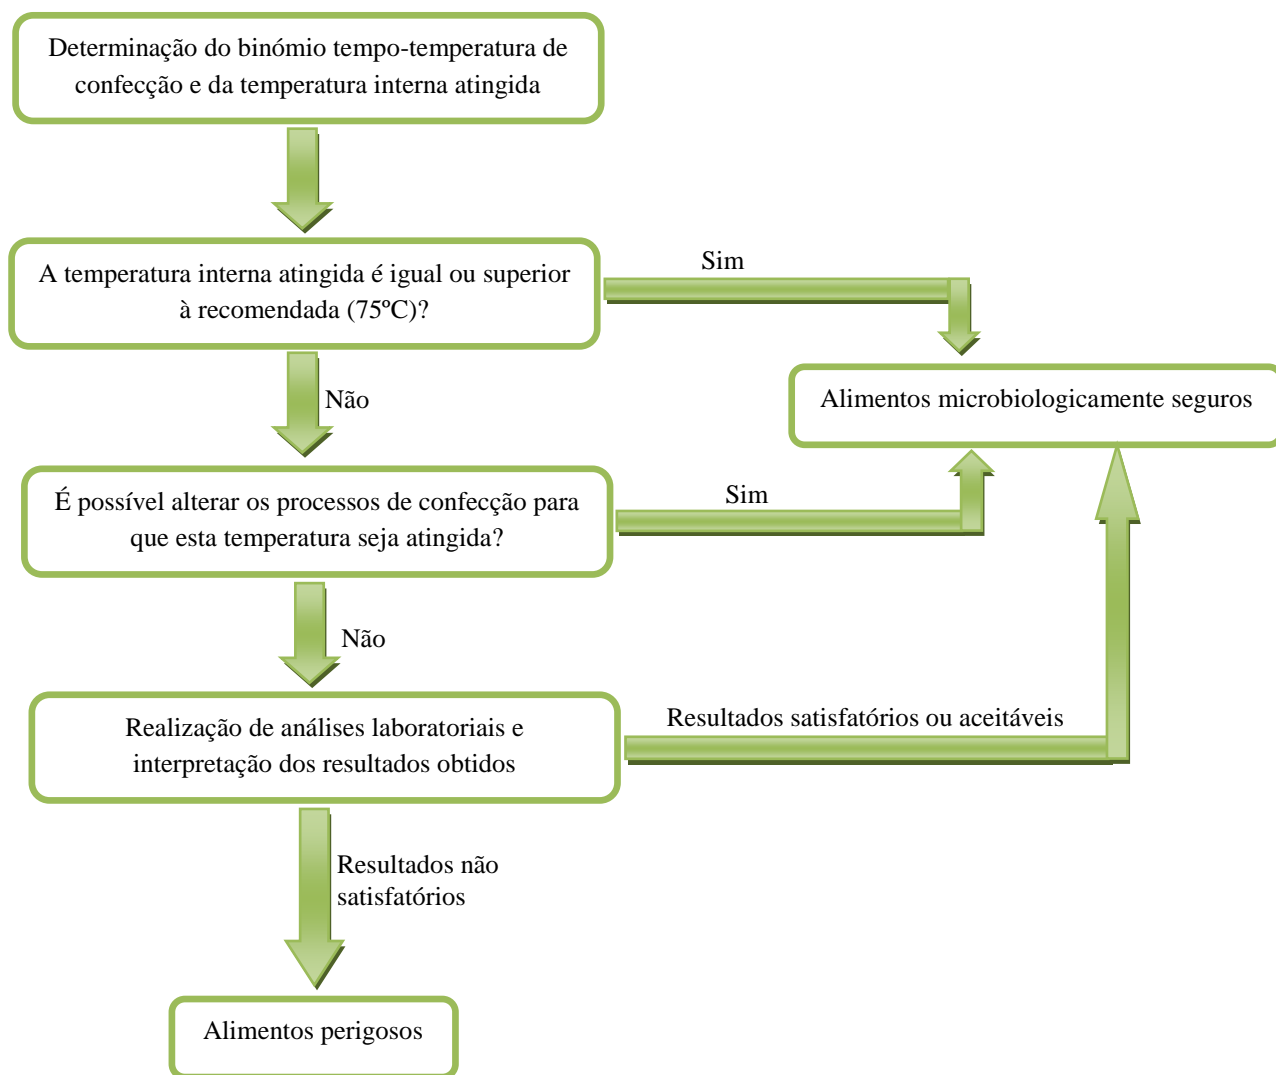 Determinação do binómio tempo-temperatura de
confecção e da temperatura interna atingida
A temperatura interna atingida é igual ou superior
à recomendada (75ºC)?
Sim
Não
Alimentos microbiologicamente seguros
É possível alterar os processos de confecção para
que esta temperatura seja atingida?
Sim
Não
Realização de análises laboratoriais e
interpretação dos resultados obtidos
Resultados satisfatórios ou aceitáveis
Resultados não
satisfatórios
Alimentos perigosos